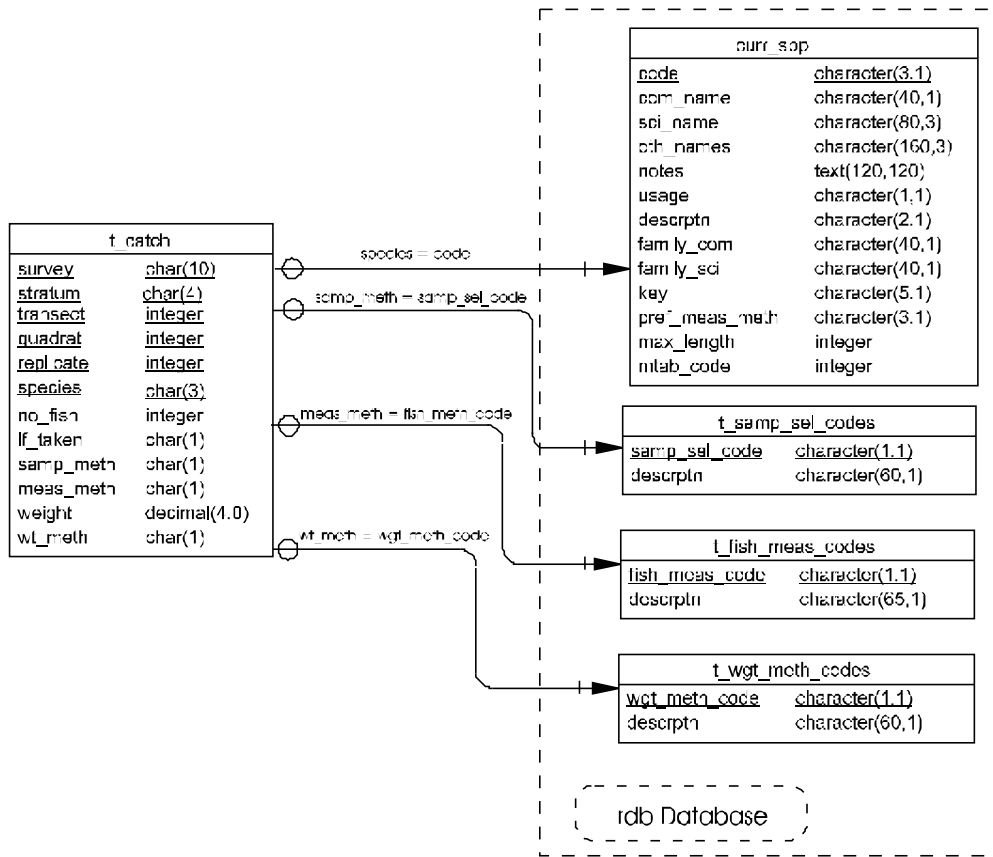 curr_spp
code character(3.1)
com_name character(40,1)
sci_name character(80,3)
oth_names character(160,3)
notes text(120,120)
usage character(1,1)
descrptn character(2.1)
family_com character(40,1)
family_sci character(40,1)
key character(5.1)
pref_meas_meth character(3.1)
max_length integer
mtab_code integer
t_catch
survey char(10)
stratum char(4)
transect integer
quadrat integer
replicate integer
species char(3)
no_fish integer
lf_taken char(1)
samp_meth char(1)
meas_meth char(1)
weight decimal(4.0)
wt_meth char(1)
species = code
samp_meth = samp_sel_code
meas_meth = fish_meth_code
wt_meth = wgt_meth_code
t_samp_sel_codes
samp_sel_code character(1.1)
descrptn character(60,1)
t_fish_meas_codes
fish_meas_code character(1.1)
descrptn character(65,1)
t_wgt_meth_codes
wgt_meth_code character(1.1)
descrptn character(60,1)
rdb Database